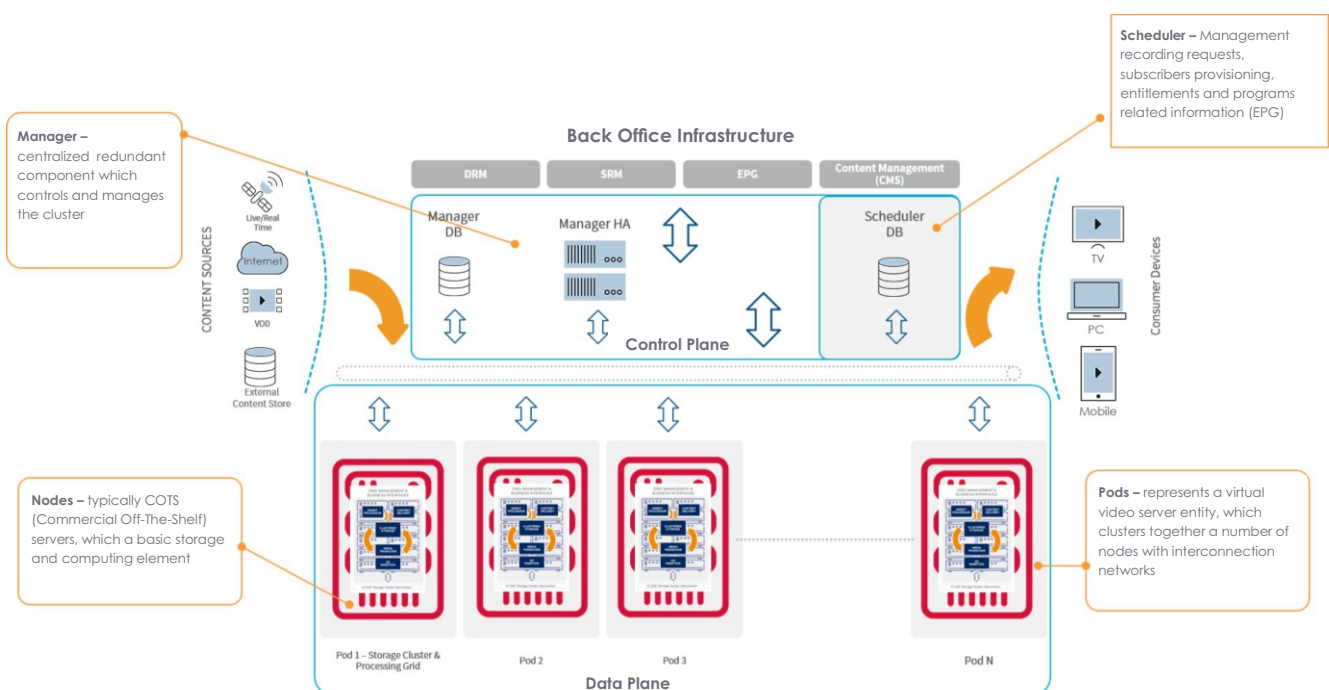 Scheduler – Management
recording requests,
subscribers provisioning,
entitlements and programs
related information (EPG)
Manager –
centralized redundant
component which
controls and manages
the cluster
Back Office Infrastructure
DRM
SRM
EPG
Content Management
(CMS)
CONTENT SOURCES
Live/Real
Time
Internet
VOD
External
Content Store
Manager
DB
Manager HA
Scheduler
DB
Control Plane
TV
PC
Mobile
Consumer Devices
Nodes – typically COTS
(Commercial Off-The-Shelf)
servers, which a basic storage
and computing element
Pods – represents a virtual
video server entity, which
clusters together a number of
nodes with interconnection
networks
Pod 1 – Storage Cluster &
Processing Grid
Pod 2
Pod 3
Pod N
Data Plane